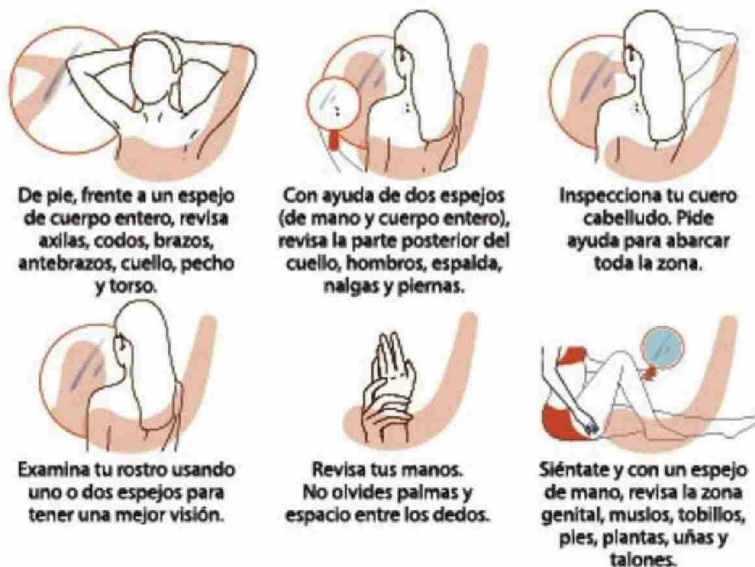 De pie, frente a un espejo
de cuerpo entero, revisa
axilas, codos, brazos,
antebrazos, cuello, pecho
y torso.
Con ayuda de dos espejos
(de mano y cuerpo entero),
revisa la parte posterior del
cuello, hombros, espalda,
nalgas y piernas.
Inspecciona tu cuero
cabelludo. Pide
ayuda para abarcar
toda la zona.
Examina tu rostro usando
uno o dos espejos para
tener una mejor visión.
Revisa tus manos.
No olvides palmas y
espacio entre los dedos.
Siéntate y con un espejo
de mano, revisa la zona
genital, muslos, tobillos,
pies, plantas, uñas y
talones.